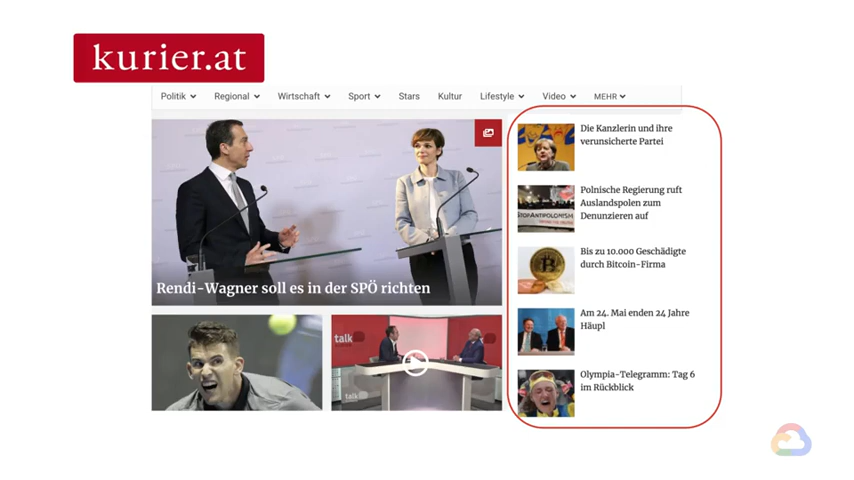 kurier.at
Politik
Regional
Wirtschaft
Sport
Stars
Kultur
Lifestyle
Video
MEHR
Rendi-Wagner soll es in der SPÖ richten
talk
talk
Die Kanzlerin und ihre
verunsicherte Partei
Polnische Regierung ruft
Auslandspolen zum
Denunzieren auf
STOPANTIPOLONISM
Bis zu 10.000 Geschädigte
durch Bitcoin-Firma
Am 24. Mai enden 24 Jahre
Häupl
Olympia-Telegramm: Tag 6
im Rückblick